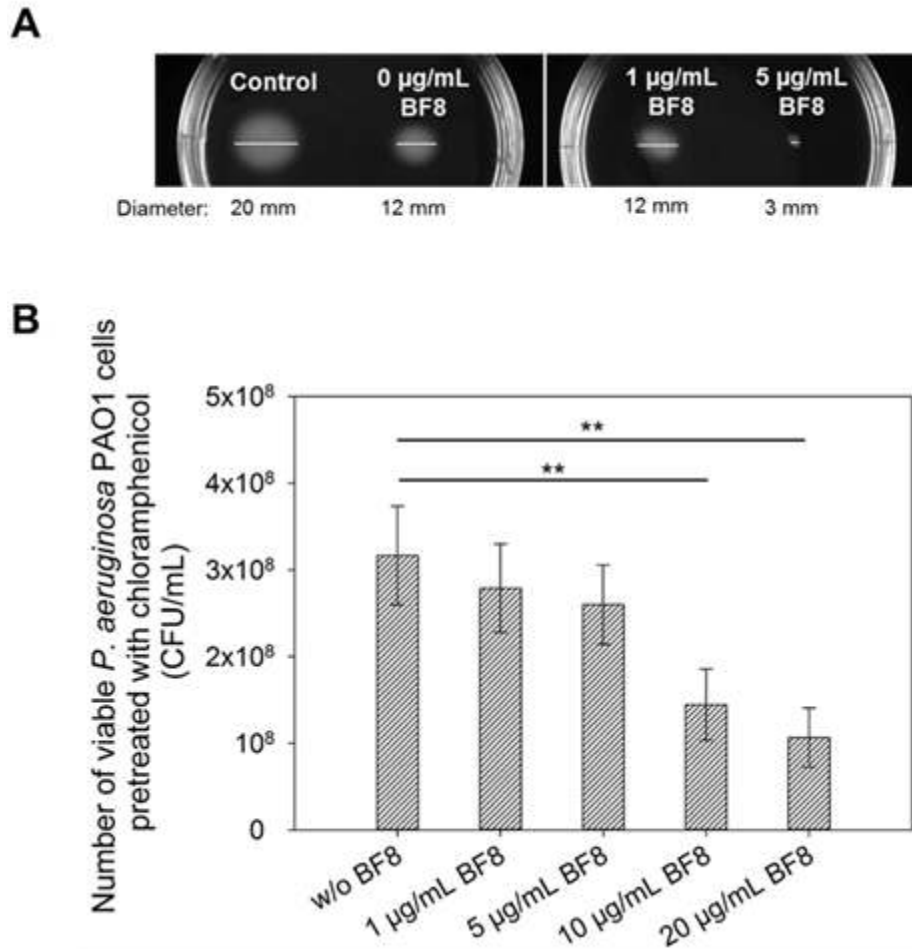 A
Control
0 µg/mL
BF8
1 µg/mL
BF8
5 µg/mL
BF8
Diameter: 20 mm 12 mm 12 mm 3 mm
B
Number of viable P. aeruginosa PAO1 cells
pretreated with chloramphenicol
(CFU/mL)
5x10⁸
4x10⁸
3x10⁸
2x10⁸
10⁸
0
**
**
w/o BF8
1 µg/mL BF8
5 µg/mL BF8
10 µg/mL BF8
20 µg/mL BF8